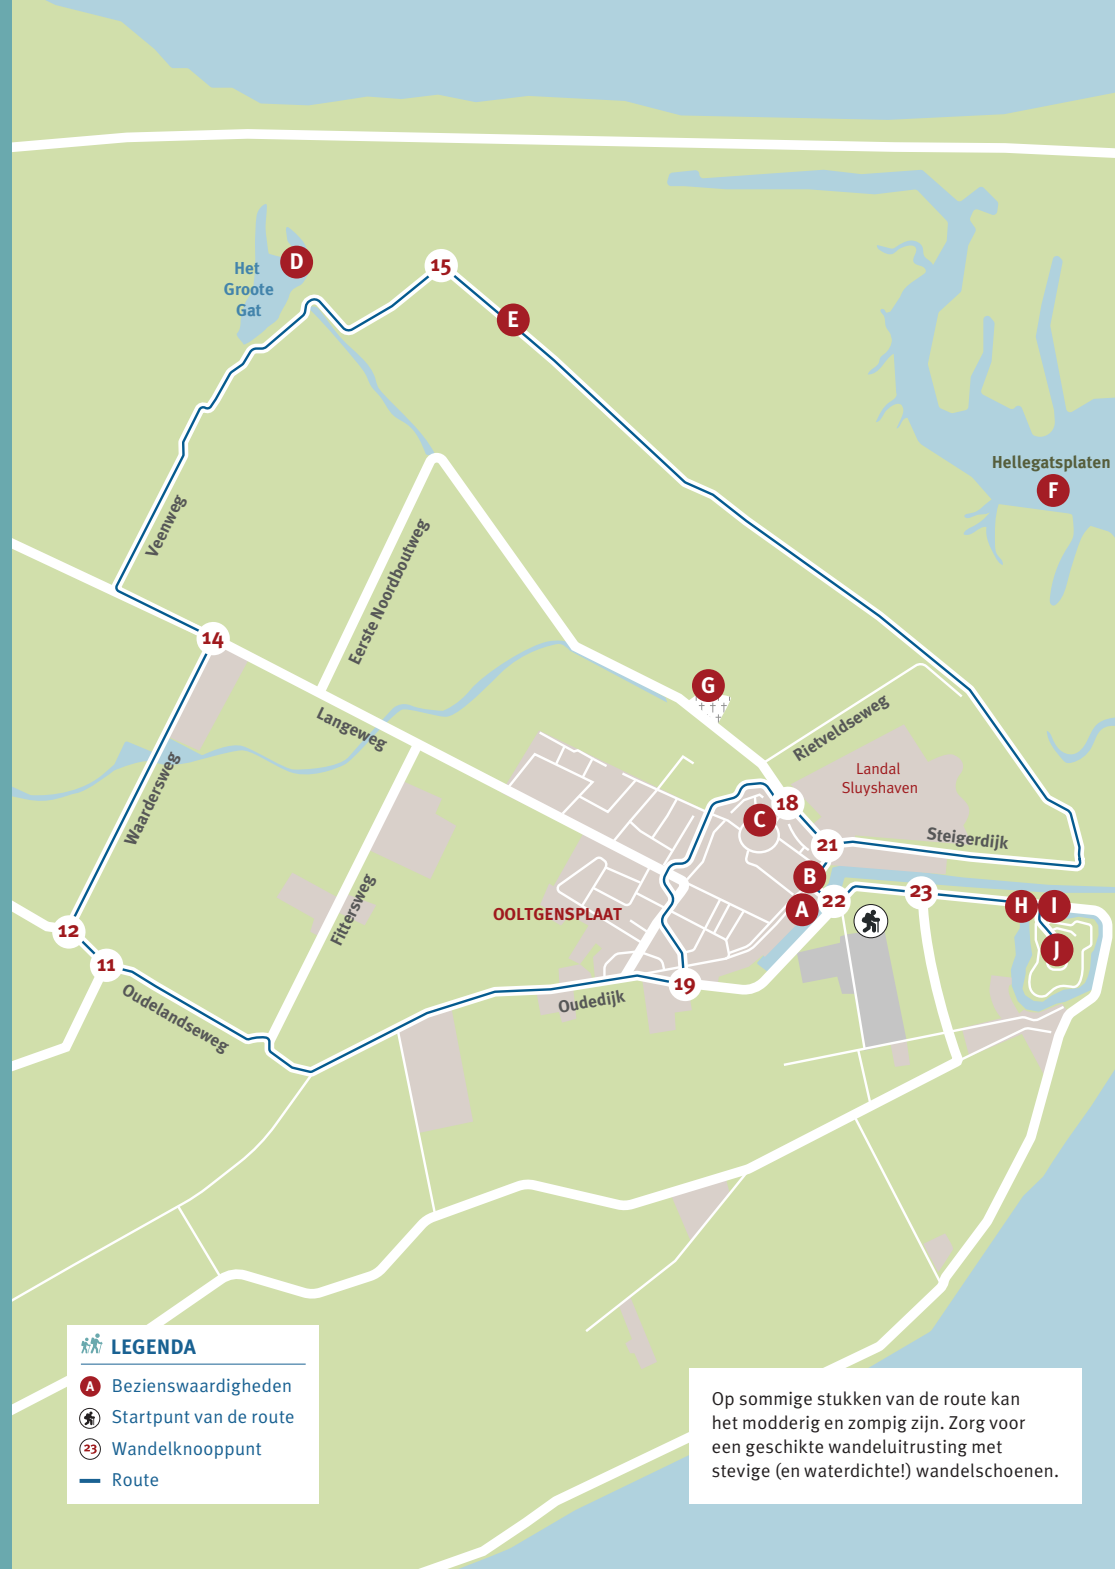 D
15
Het
Groote
Gat
E
Hellegatsplaten
F
Veenweg
Eerste Noordboutweg
14
G
Langeweg
Rietveldseweg
Landal
Sluyshaven
Waardersweg
18
C
21
Steigerdijk
B
Fittersweg
OOLTGENSPLAAT
A
22
23
H
I
12
J
11
19
Oudelandseweg
Oudedijk
LEGENDA
A Bezienswaardigheden
Startpunt van de route
23 Wandelknooppunt
Route
Op sommige stukken van de route kan
het modderig en zompig zijn. Zorg voor
een geschikte wandeluitrusting met
stevige (en waterdichte!) wandelschoenen.